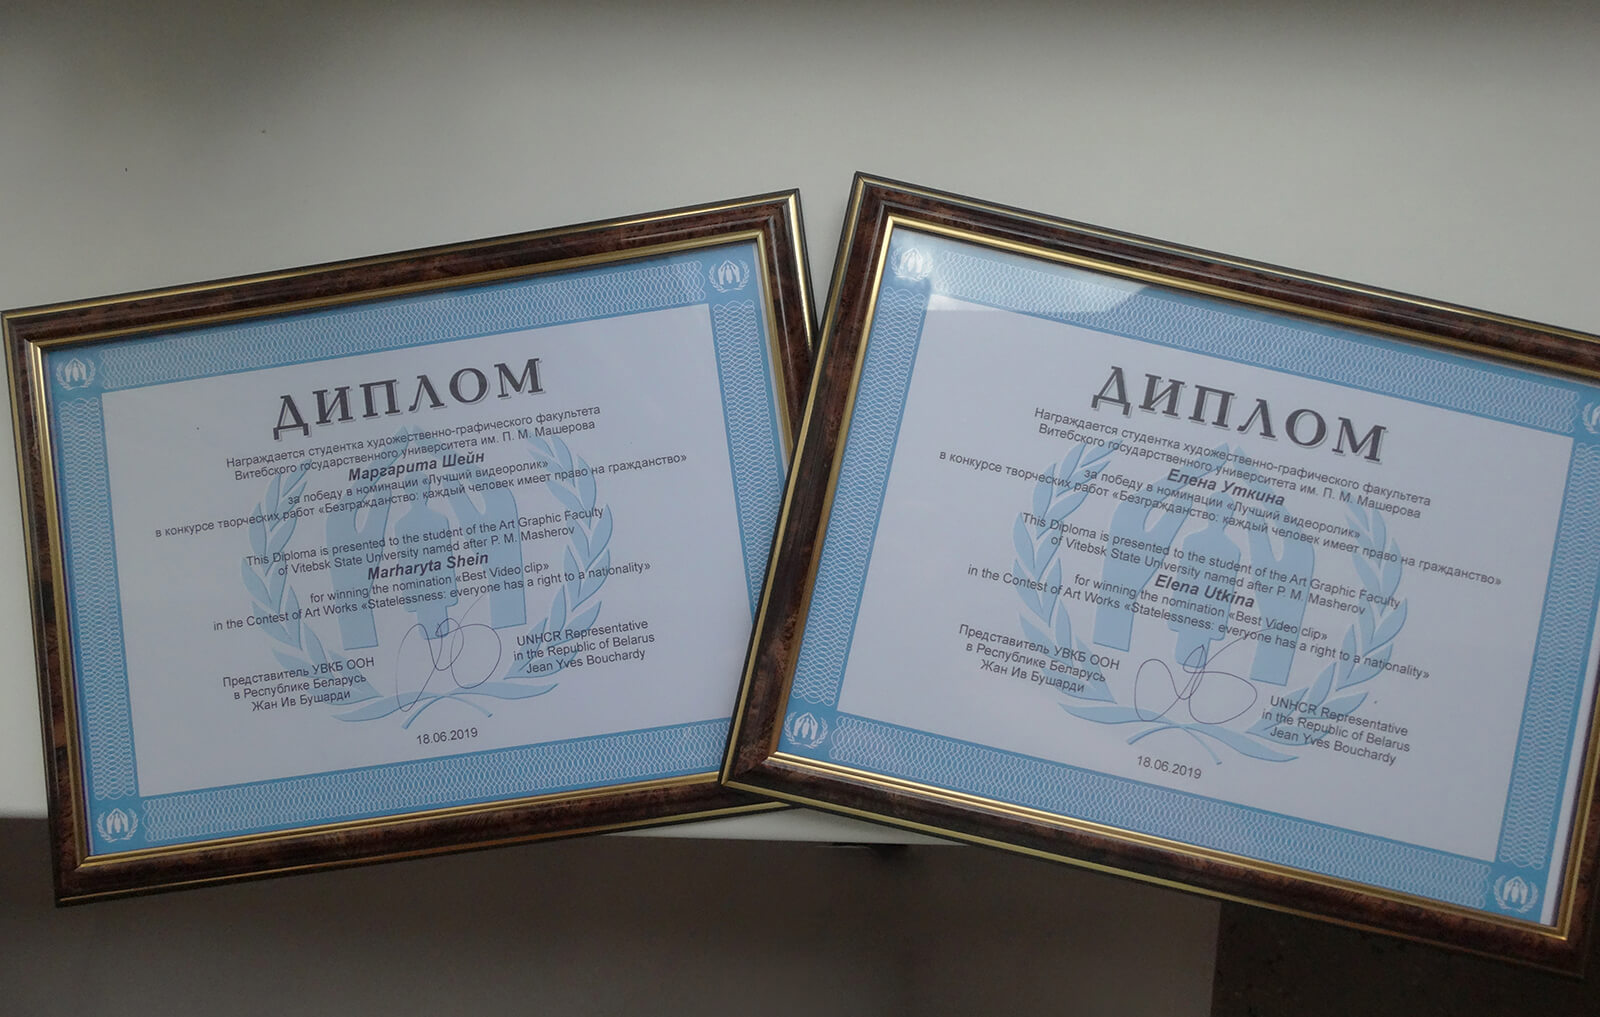 ДИПЛОМ
Награждается студентка художественно-графического факультета
Витебского государственного университета им. П. М. Машерова
Маргарита Шейн
за победу в номинации «Лучший видеоролик»
в конкурсе творческих работ «Безгражданство: каждый человек имеет право на гражданство»
This Diploma is presented to the student of the Art Graphic Faculty
of Vitebsk State University named after P. M. Masherov
Marharyta Shein
for winning the nomination «Best Video clip»
in the Contest of Art Works «Statelessness: everyone has a right to a nationality»
Представитель УВКБ ООН
в Республике Беларусь
Жан Ив Бушарди
UNHCR Representative
in the Republic of Belarus
Jean Yves Bouchardy
18.06.2019
ДИПЛОМ
Награждается студентка художественно-графического факультета
Витебского государственного университета им. П. М. Машерова
Елена Уткина
за победу в номинации «Лучший видеоролик»
в конкурсе творческих работ «Безгражданство: каждый человек имеет право на гражданство»
This Diploma is presented to the student of the Art Graphic Faculty
of Vitebsk State University named after P. M. Masherov
Elena Utkina
for winning the nomination «Best Video clip»
in the Contest of Art Works «Statelessness: everyone has a right to a nationality»
Представитель УВКБ ООН
в Республике Беларусь
Жан Ив Бушарди
UNHCR Representative
in the Republic of Belarus
Jean Yves Bouchardy
18.06.2019